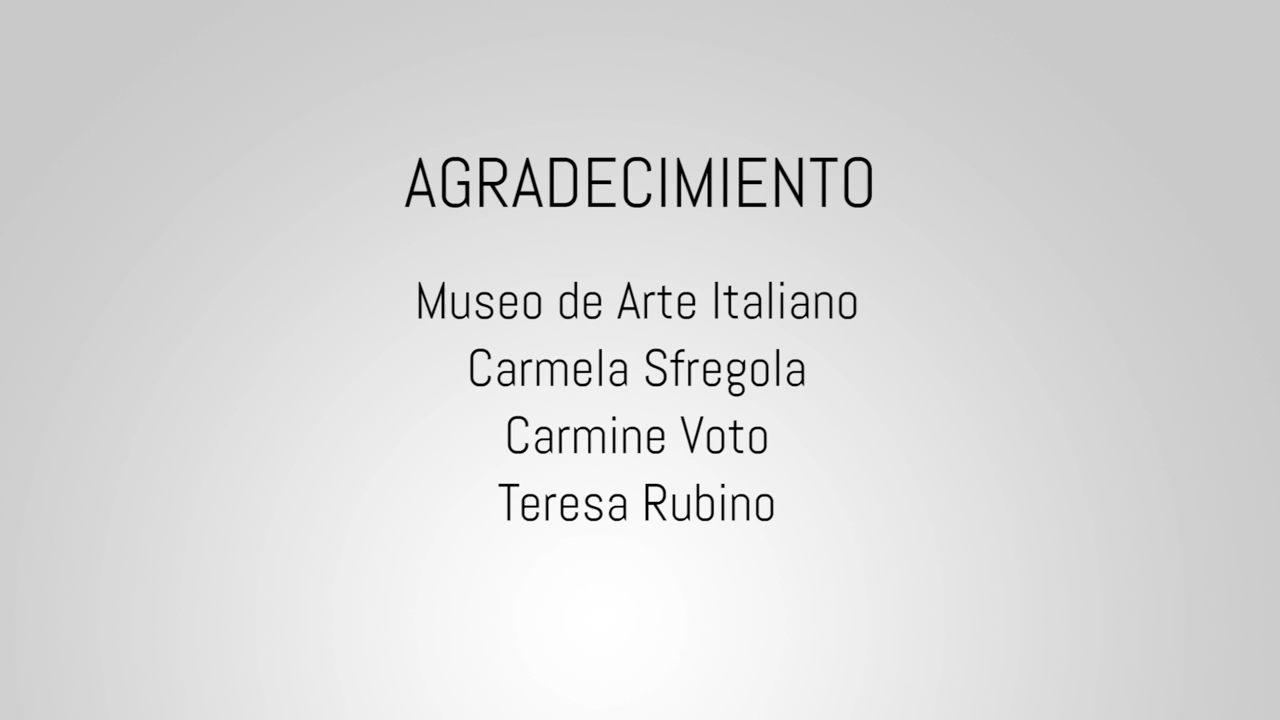 AGRADECIMIENTO
Museo de Arte Italiano
Carmela Sfregola
Carmine Voto
Teresa Rubino